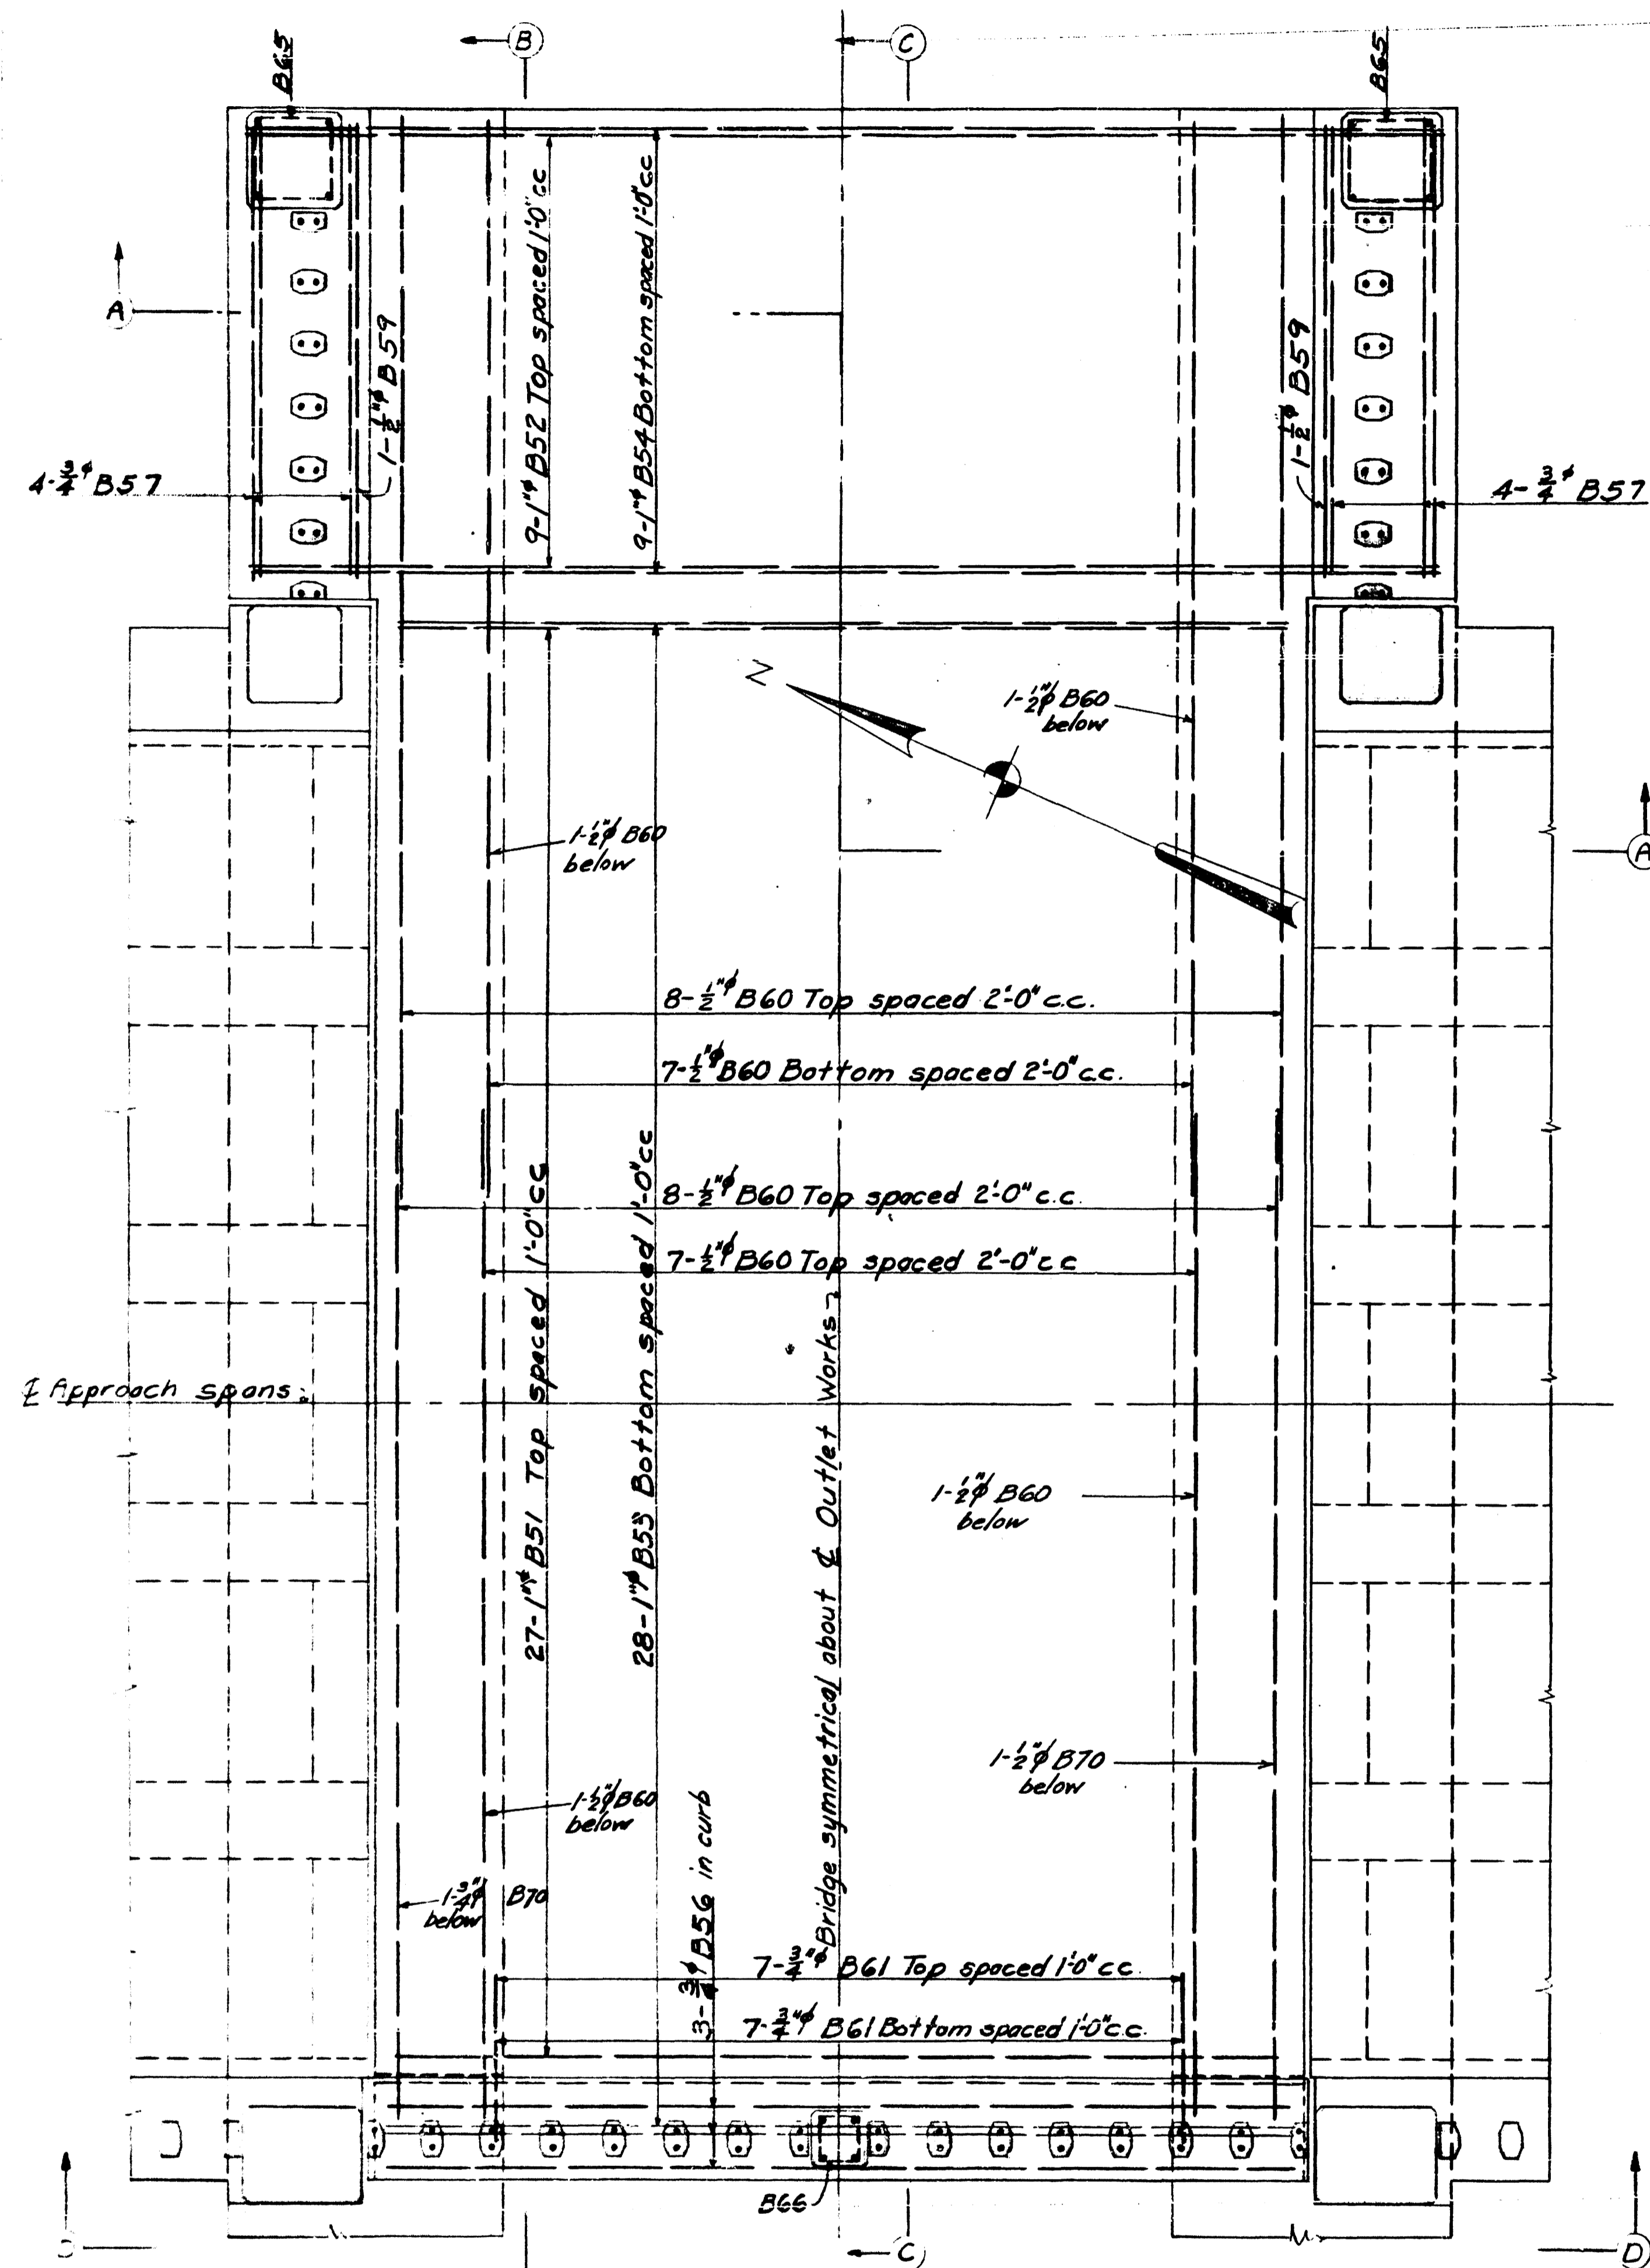 B65
B
C
B65
A
9-1"φ B52 Top spaced 1'-0" cc
9-1"φ B54 Bottom spaced 1'-0" cc
1-1/2"φ B59
1-1/2"φ B59
4-3/4"φ B57
4-3/4"φ B57
N
1-1/2"φ B60
below
1-1/2"φ B60
below
A
8-1/2"φ B60 Top spaced 2'-0" c.c.
7-1/2"φ B60 Bottom spaced 2'-0" c.c.
8-1/2"φ B60 Top spaced 2'-0" c.c.
7-1/2"φ B60 Top spaced 2'-0" c c
27-1"φ B51 Top spaced 1'-0" cc
28-1"φ B53 Bottom spaced 1'-0" cc
Bridge symmetrical about ℄ Outlet Works
℄ Approach spans
1-1/2"φ B60
below
1-1/2"φ B70
below
1-1/2"φ B60
below
1-3/4"φ B70
below
3-3/4"φ B56 in curb
7-3/4"φ B61 Top spaced 1'-0" cc.
7-3/4"φ B61 Bottom spaced 1'-0" c.c.
B66
C
D